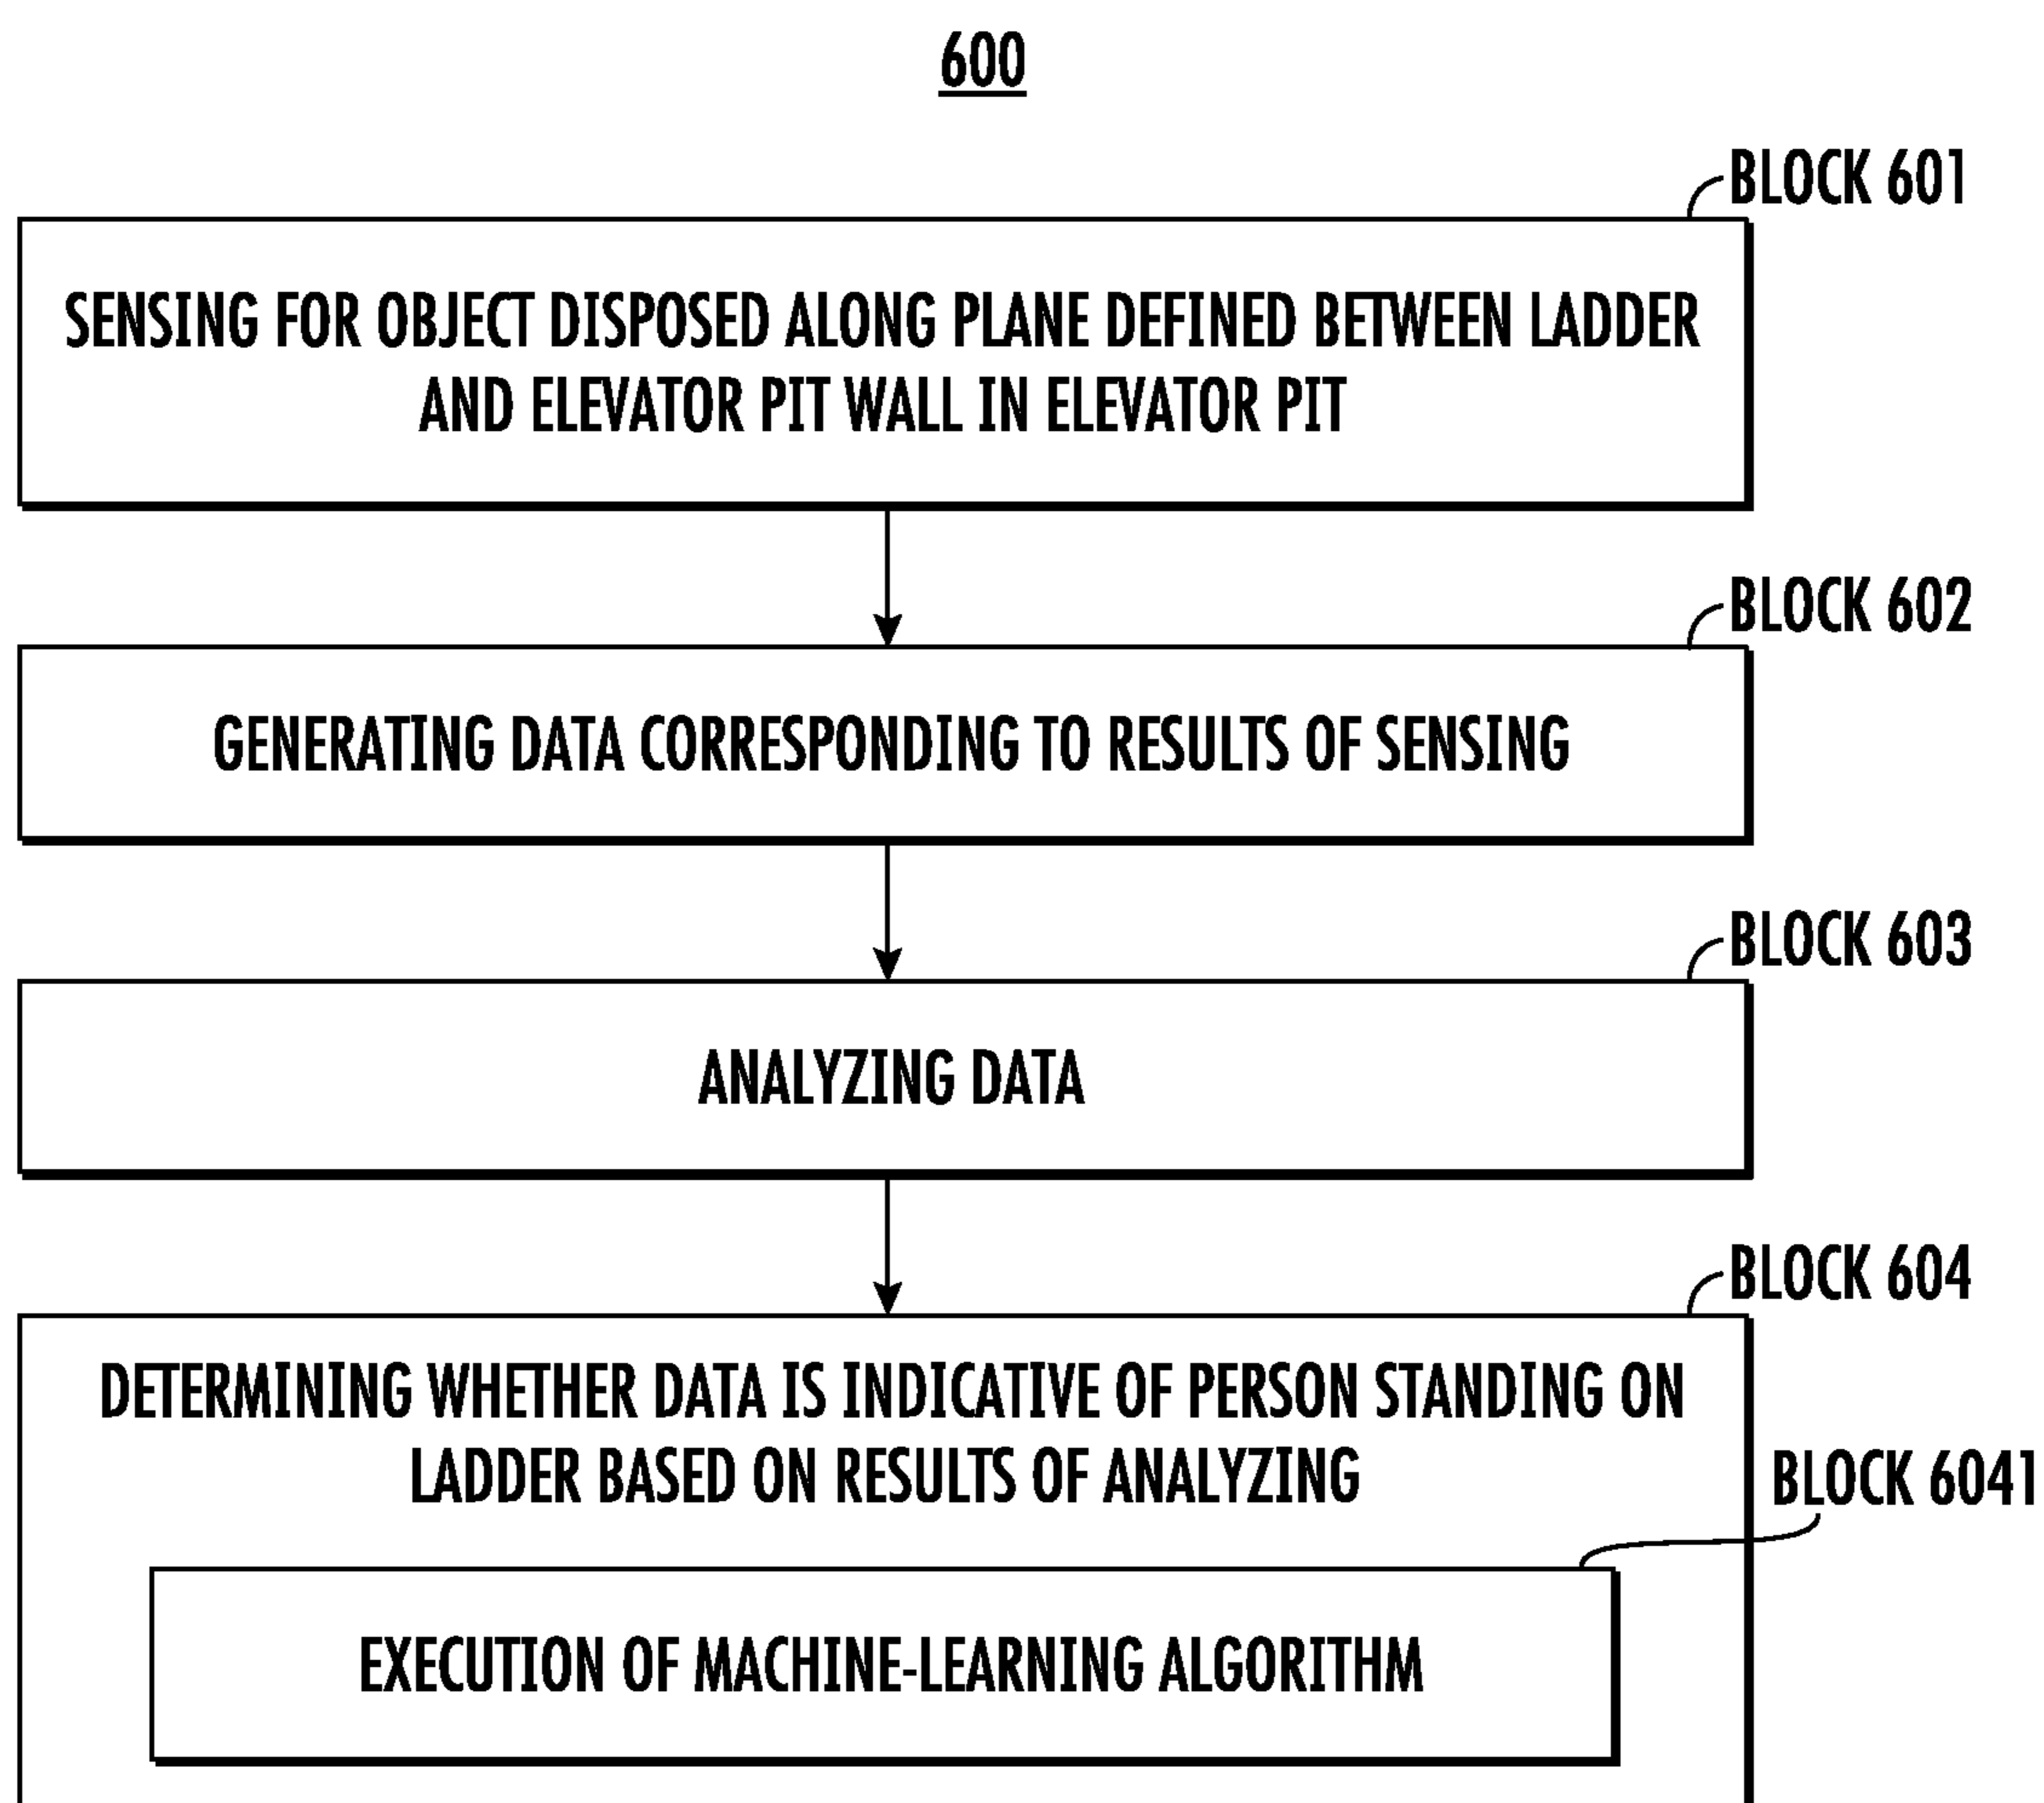 600
BLOCK 601
SENSING FOR OBJECT DISPOSED ALONG PLANE DEFINED BETWEEN LADDER
AND ELEVATOR PIT WALL IN ELEVATOR PIT
BLOCK 602
GENERATING DATA CORRESPONDING TO RESULTS OF SENSING
BLOCK 603
ANALYZING DATA
BLOCK 604
DETERMINING WHETHER DATA IS INDICATIVE OF PERSON STANDING ON
LADDER BASED ON RESULTS OF ANALYZING
BLOCK 6041
EXECUTION OF MACHINE-LEARNING ALGORITHM